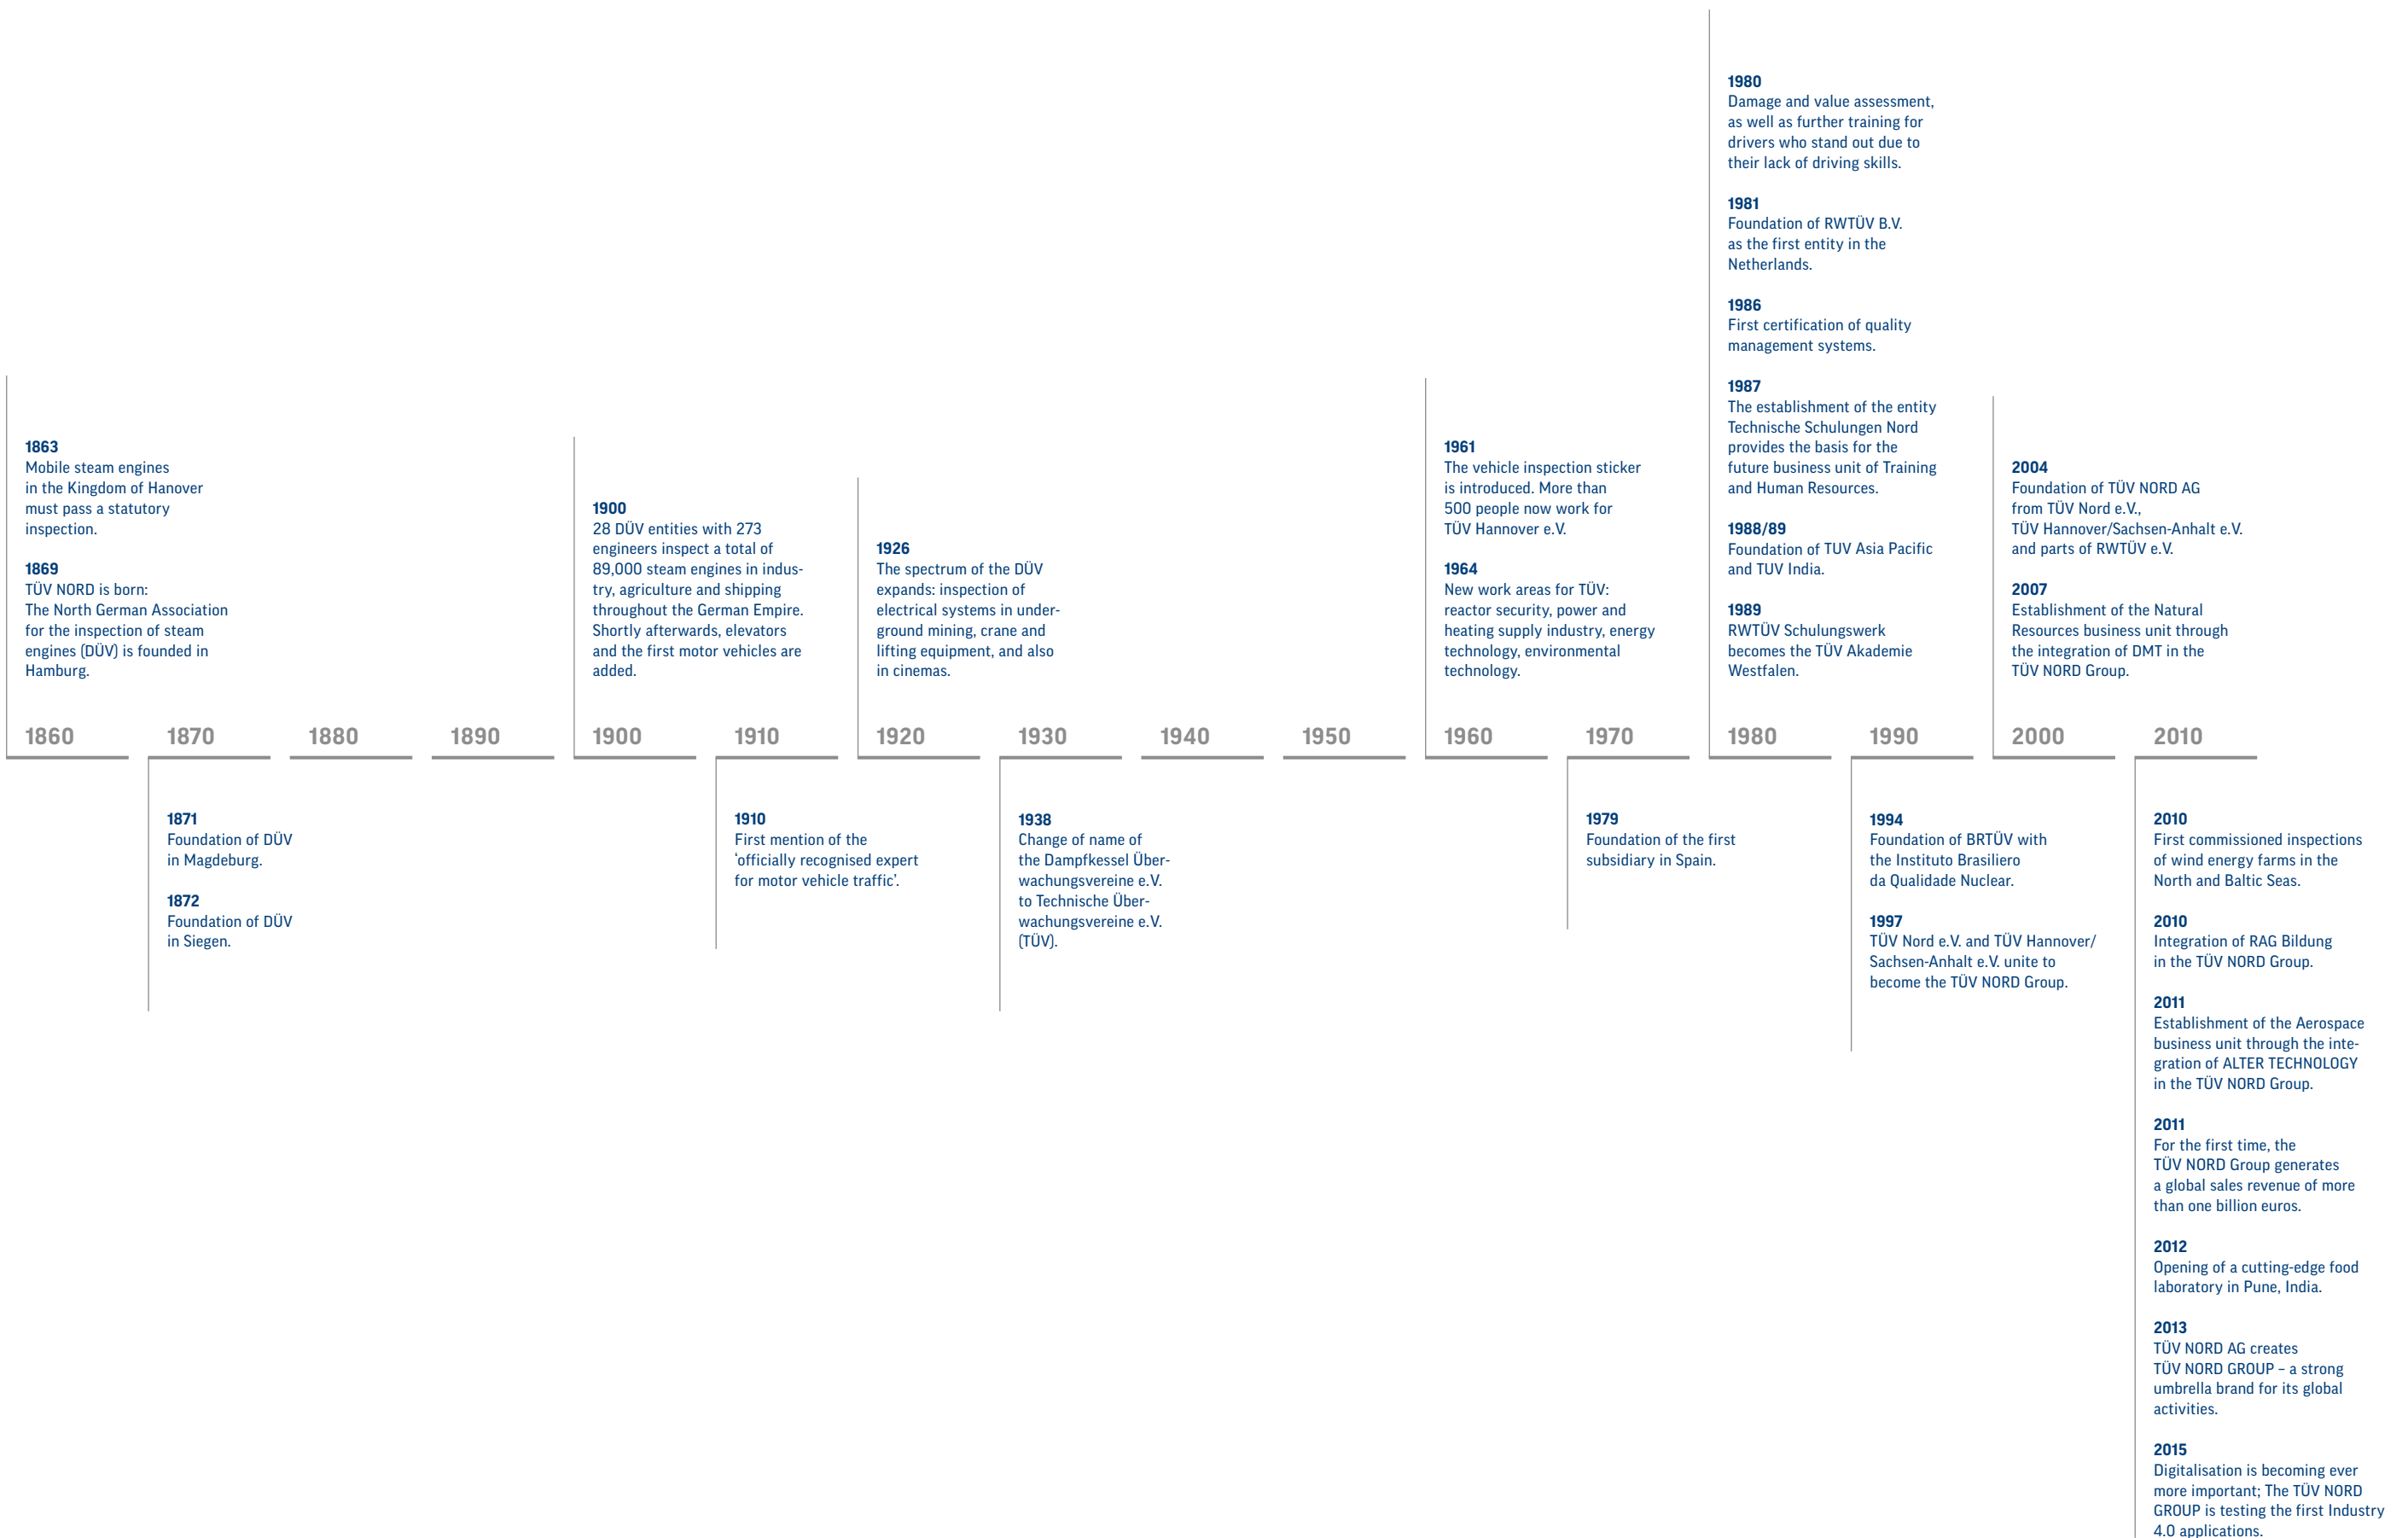 1980
Damage and value assessment,
as well as further training for
drivers who stand out due to
their lack of driving skills.
1981
Foundation of RWTÜV B.V.
as the first entity in the
Netherlands.
1986
First certification of quality
management systems.
1987
The establishment of the entity
Technische Schulungen Nord
provides the basis for the
future business unit of Training
and Human Resources.
1988/89
Foundation of TUV Asia Pacific
and TUV India.
1989
RWTÜV Schulungswerk
becomes the TÜV Akademie
Westfalen.
1863
Mobile steam engines
in the Kingdom of Hanover
must pass a statutory
inspection.
1869
TÜV NORD is born:
The North German Association
for the inspection of steam
engines (DÜV) is founded in
Hamburg.
1900
28 DÜV entities with 273
engineers inspect a total of
89,000 steam engines in indus-
try, agriculture and shipping
throughout the German Empire.
Shortly afterwards, elevators
and the first motor vehicles are
added.
1926
The spectrum of the DÜV
expands: inspection of
electrical systems in under-
ground mining, crane and
lifting equipment, and also
in cinemas.
1961
The vehicle inspection sticker
is introduced. More than
500 people now work for
TÜV Hannover e.V.
1964
New work areas for TÜV:
reactor security, power and
heating supply industry, energy
technology, environmental
technology.
2004
Foundation of TÜV NORD AG
from TÜV Nord e.V.,
TÜV Hannover/Sachsen-Anhalt e.V.
and parts of RWTÜV e.V.
2007
Establishment of the Natural
Resources business unit through
the integration of DMT in the
TÜV NORD Group.
1860 1870 1880 1890 1900 1910 1920 1930 1940 1950 1960 1970 1980 1990 2000 2010
1871
Foundation of DÜV
in Magdeburg.
1872
Foundation of DÜV
in Siegen.
1910
First mention of the
‘officially recognised expert
for motor vehicle traffic’.
1938
Change of name of
the Dampfkessel Über-
wachungsvereine e.V.
to Technische Über-
wachungsvereine e.V.
(TÜV).
1979
Foundation of the first
subsidiary in Spain.
1994
Foundation of BRTÜV with
the Instituto Brasiliero
da Qualidade Nuclear.
1997
TÜV Nord e.V. and TÜV Hannover/
Sachsen-Anhalt e.V. unite to
become the TÜV NORD Group.
2010
First commissioned inspections
of wind energy farms in the
North and Baltic Seas.
2010
Integration of RAG Bildung
in the TÜV NORD Group.
2011
Establishment of the Aerospace
business unit through the inte-
gration of ALTER TECHNOLOGY
in the TÜV NORD Group.
2011
For the first time, the
TÜV NORD Group generates
a global sales revenue of more
than one billion euros.
2012
Opening of a cutting-edge food
laboratory in Pune, India.
2013
TÜV NORD AG creates
TÜV NORD GROUP – a strong
umbrella brand for its global
activities.
2015
Digitalisation is becoming ever
more important; The TÜV NORD
GROUP is testing the first Industry
4.0 applications.